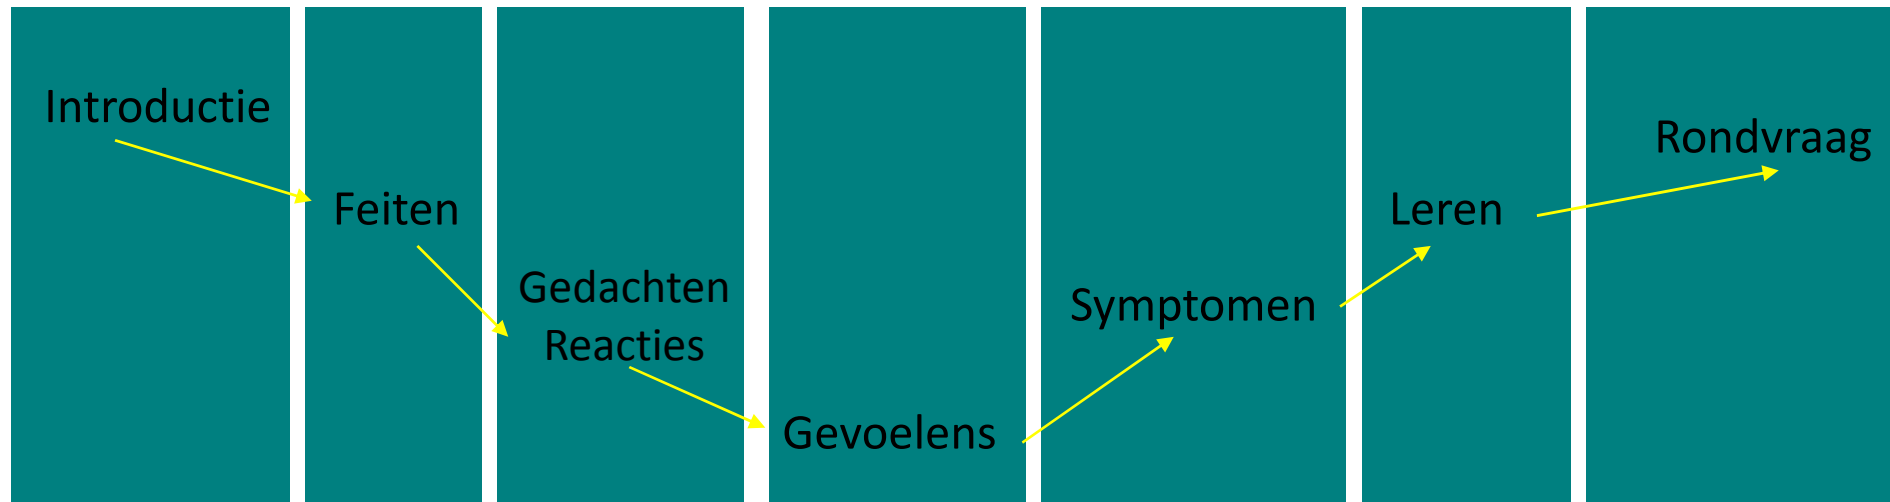 Introductie
Feiten
Gedachten
Reacties
Gevoelens
Symptomen
Leren
Rondvraag